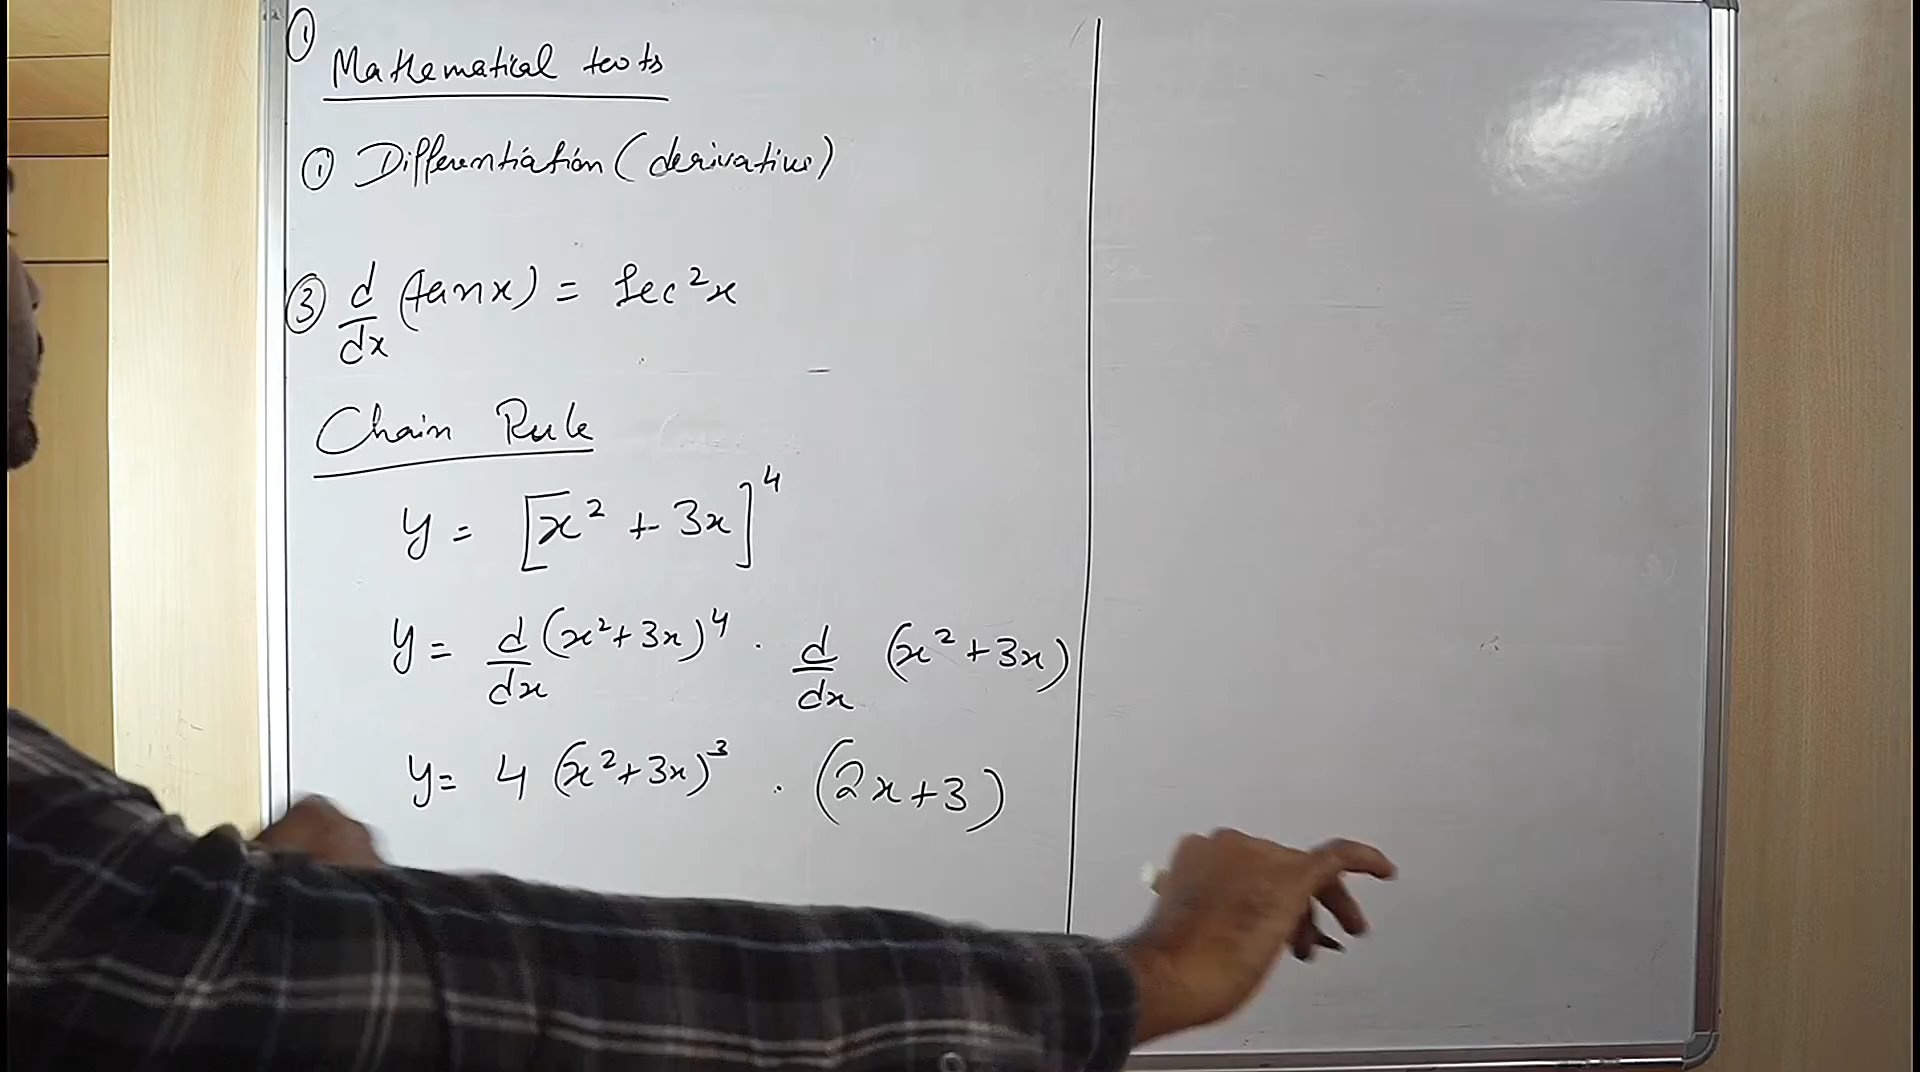 ①
Mathematical tools
① Differentiation (derivative)
③ d/dx (tan x) = sec²x
Chain Rule
y = [x² + 3x]⁴
y = d/dx (x²+3x)⁴ · d/dx (x²+3x)
y = 4 (x²+3x)³ · (2x+3)